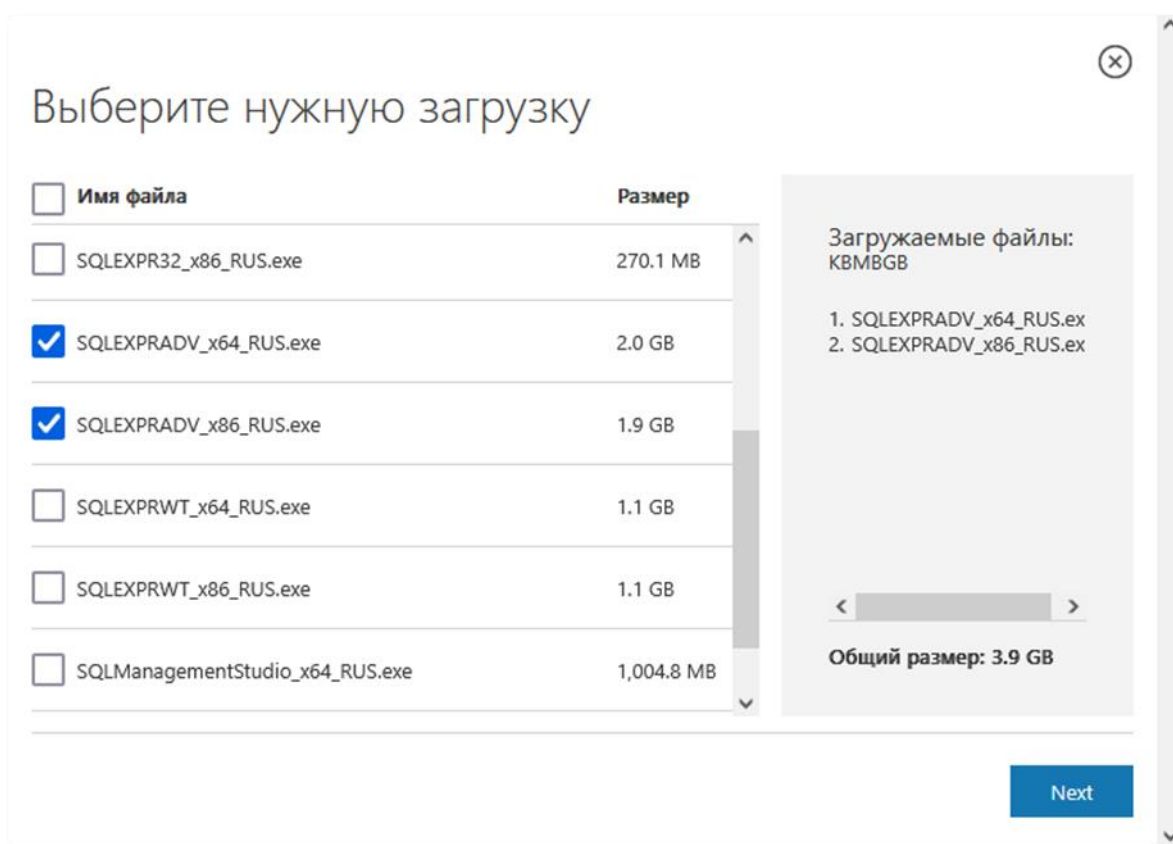 Выберите нужную загрузку
Имя файла Размер
SQLEXPR32_x86_RUS.exe 270.1 MB
SQLEXPRADV_x64_RUS.exe 2.0 GB
SQLEXPRADV_x86_RUS.exe 1.9 GB
SQLEXPRWT_x64_RUS.exe 1.1 GB
SQLEXPRWT_x86_RUS.exe 1.1 GB
SQLManagementStudio_x64_RUS.exe 1,004.8 MB
Загружаемые файлы:
KBMBGB
1. SQLEXPRADV_x64_RUS.ex
2. SQLEXPRADV_x86_RUS.ex
Общий размер: 3.9 GB
Next